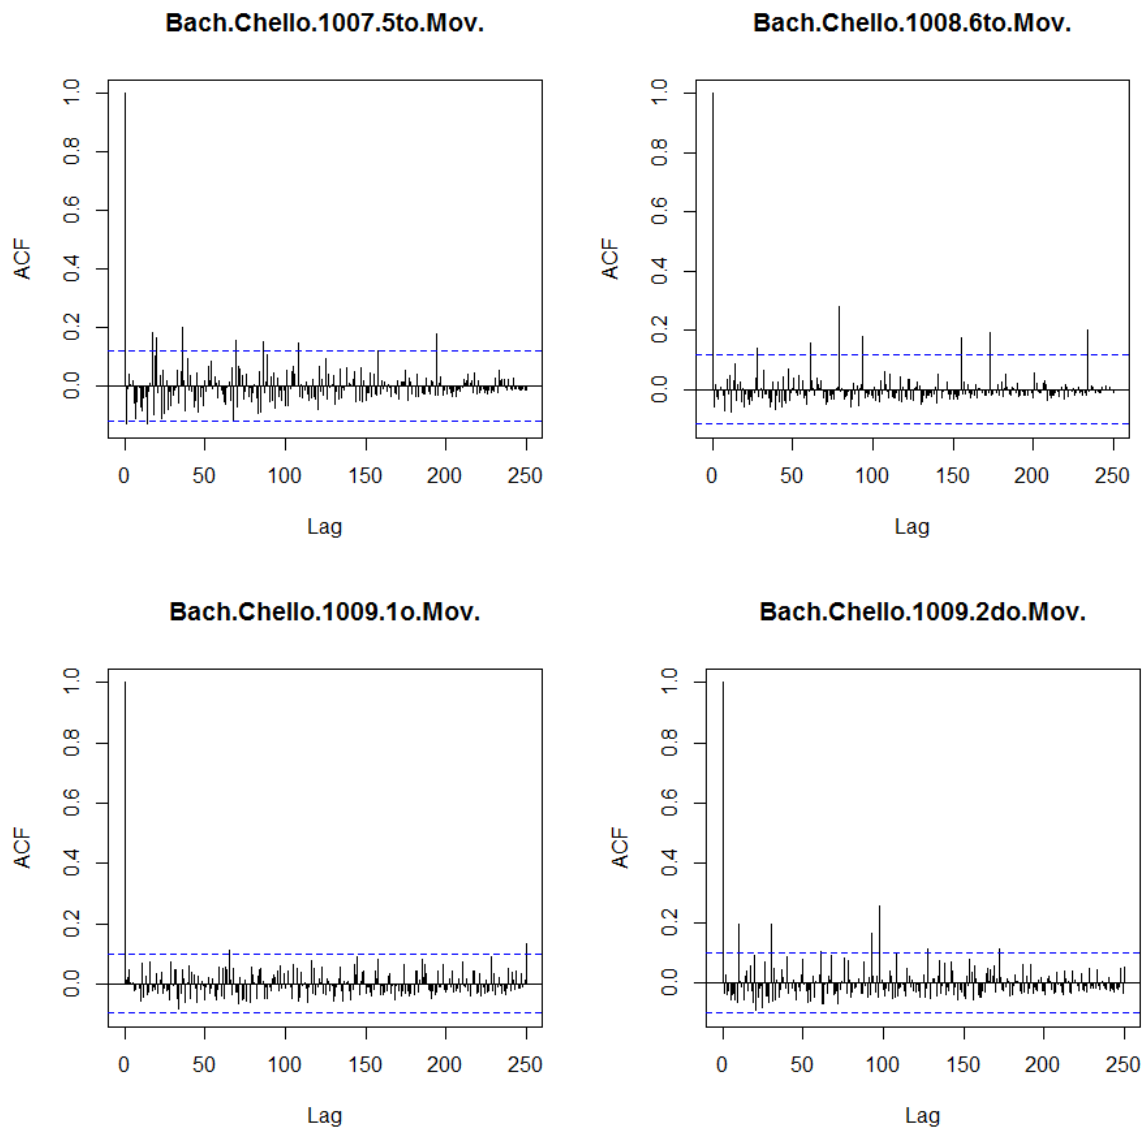 Bach.Chello.1007.5to.Mov.
ACF
0.0 0.2 0.4 0.6 0.8 1.0
0 50 100 150 200 250
Lag
Bach.Chello.1008.6to.Mov.
ACF
0.0 0.2 0.4 0.6 0.8 1.0
0 50 100 150 200 250
Lag
Bach.Chello.1009.1o.Mov.
ACF
0.0 0.2 0.4 0.6 0.8 1.0
0 50 100 150 200 250
Lag
Bach.Chello.1009.2do.Mov.
ACF
0.0 0.2 0.4 0.6 0.8 1.0
0 50 100 150 200 250
Lag